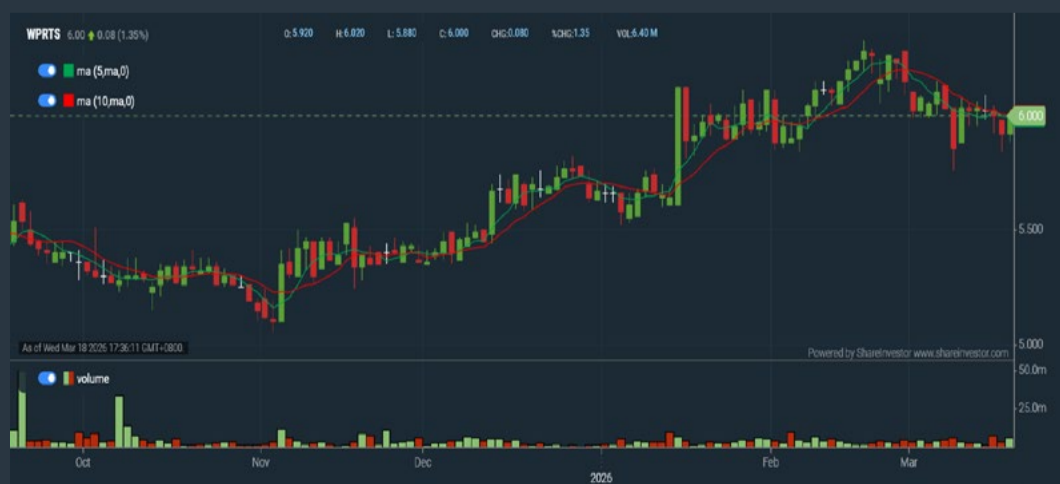 WPRTS 6.00 0.08 (1.35%) O:5.920 H:6.020 L:5.880 C:6.000 CHG:0.080 %CHG:1.35 VOL:6.40 M
ma (5,ma,0)
ma (10,ma,0)
6.000
5.500
5.000
As of Wed Mar 18 2026 17:36:11 GMT+0800
Powered by ShareInvestor www.shareinvestor.com
volume
50.0m
25.0m
Oct Nov Dec Feb Mar
2026